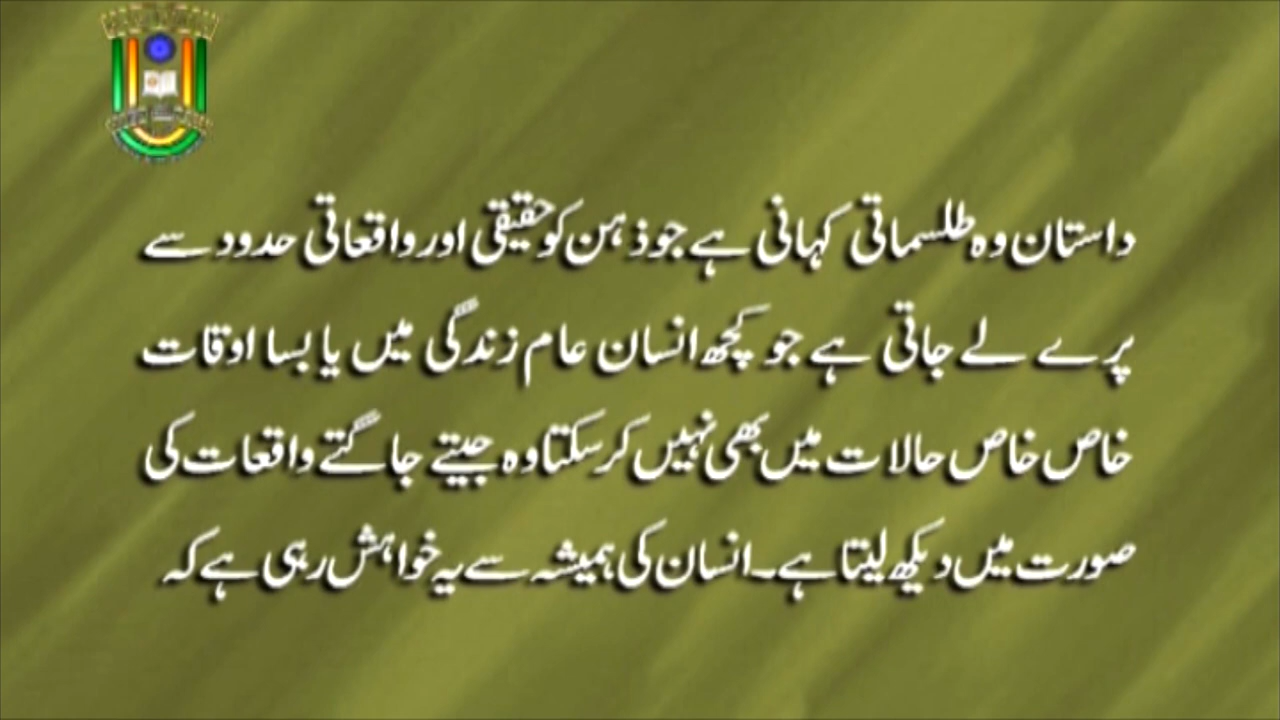 داستان وہ طلسماتی کہانی ہے جو ذہن کو حقیقی اور واقعاتی حدود سے
پرے لے جاتی ہے جو کچھ انسان عام زندگی میں یا بسا اوقات
خاص خاص حالات میں بھی نہیں کر سکتا وہ جیتے جاگتے واقعات کی
صورت میں دیکھ لیتا ہے۔ انسان کی ہمیشہ سے یہ خواہش رہی ہے کہ